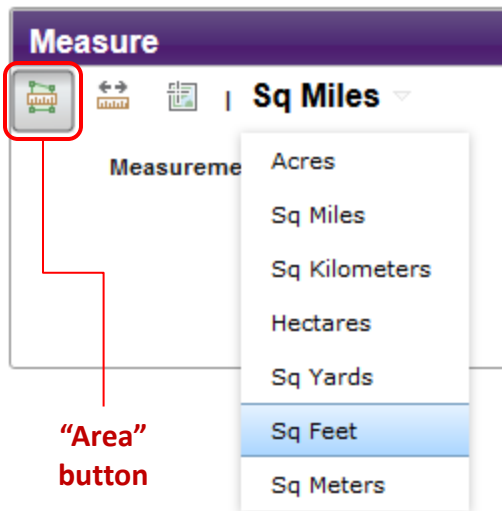 Measure
| Sq Miles
Measureme
Acres
Sq Miles
Sq Kilometers
Hectares
Sq Yards
Sq Feet
Sq Meters
“Area”
button